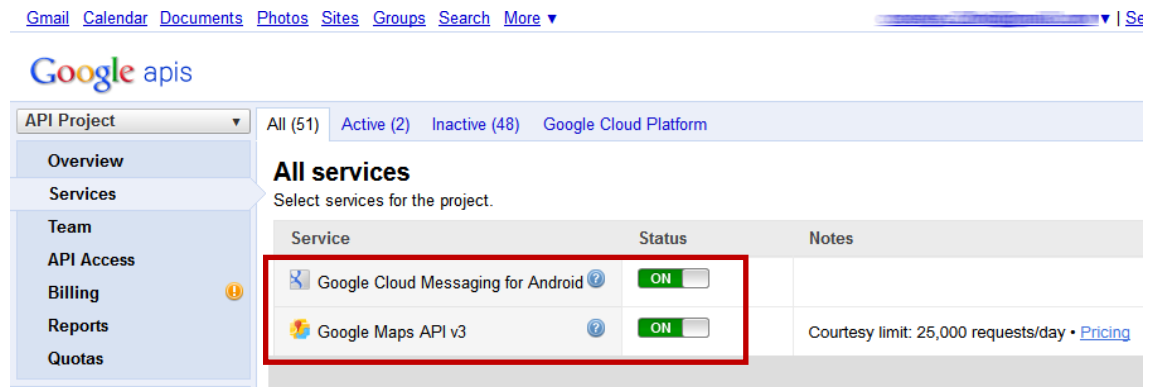 Gmail Calendar Documents Photos Sites Groups Search More ▼ ▼ | Se
Google apis
API Project ▼
All (51) Active (2) Inactive (48) Google Cloud Platform
Overview
Services
Team
API Access
Billing !
Reports
Quotas
All services
Select services for the project.
Service Status Notes
Google Cloud Messaging for Android ? ON
Google Maps API v3 ? ON Courtesy limit: 25,000 requests/day • Pricing